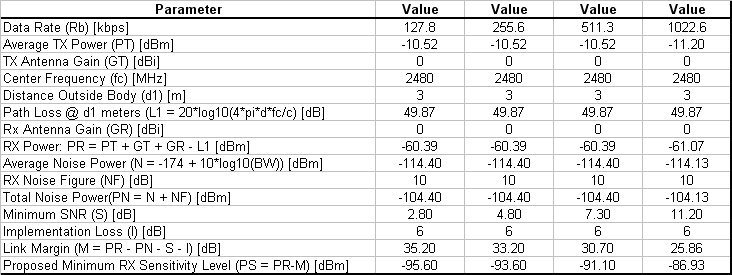 Parameter Value Value Value Value
Data Rate (Rb) [kbps] 127.8 255.6 511.3 1022.6
Average TX Power (PT) [dBm] -10.52 -10.52 -10.52 -11.20
TX Antenna Gain (GT) [dBi] 0 0 0 0
Center Frequency (fc) [MHz] 2480 2480 2480 2480
Distance Outside Body (d1) [m] 3 3 3 3
Path Loss @ d1 meters (L1 = 20*log10(4*pi*d*fc/c) [dB] 49.87 49.87 49.87 49.87
Rx Antenna Gain (GR) [dBi] 0 0 0 0
RX Power: PR = PT + GT + GR - L1 [dBm] -60.39 -60.39 -60.39 -61.07
Average Noise Power (N = -174 + 10*log10(BW)) [dBm] -114.40 -114.40 -114.40 -114.13
RX Noise Figure (NF) [dB] 10 10 10 10
Total Noise Power(PN = N + NF) [dBm] -104.40 -104.40 -104.40 -104.13
Minimum SNR (S) [dB] 2.80 4.80 7.30 11.20
Implementation Loss (I) [dB] 6 6 6 6
Link Margin (M = PR - PN - S - I) [dB] 35.20 33.20 30.70 25.86
Proposed Minimum RX Sensitivity Level (PS = PR-M) [dBm] -95.60 -93.60 -91.10 -86.93